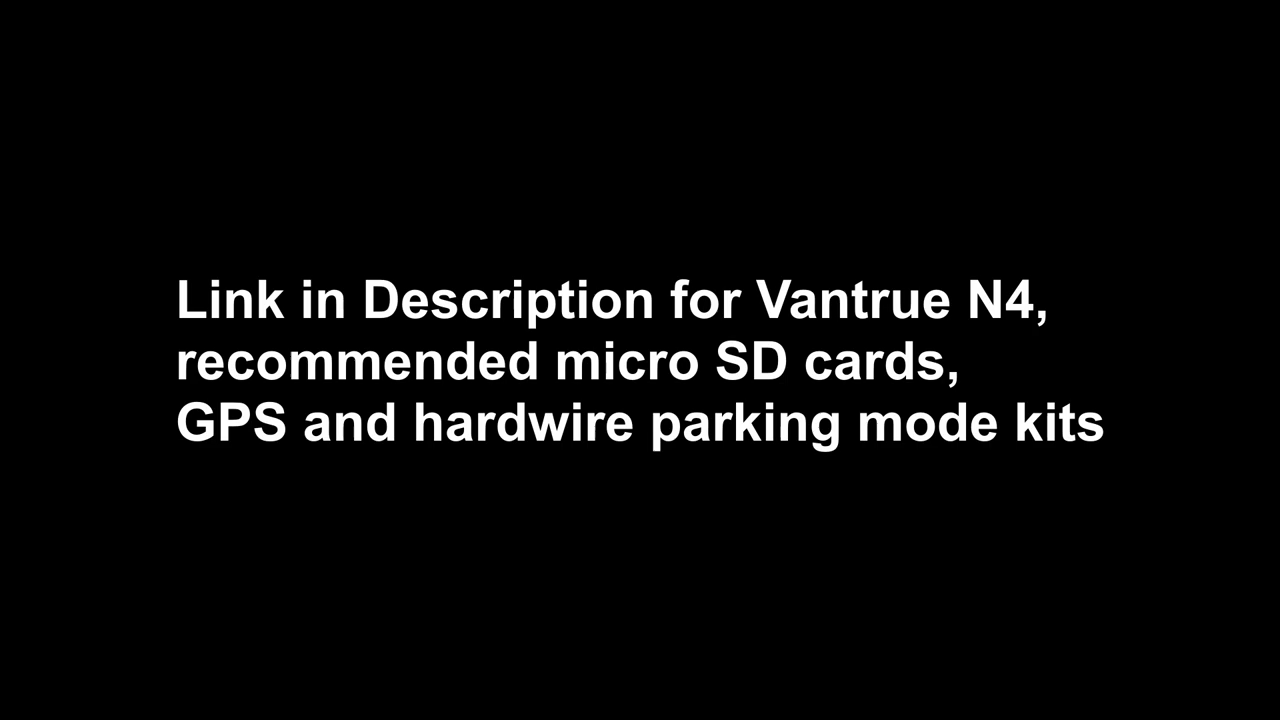 Link in Description for Vantrue N4,
recommended micro SD cards,
GPS and hardwire parking mode kits